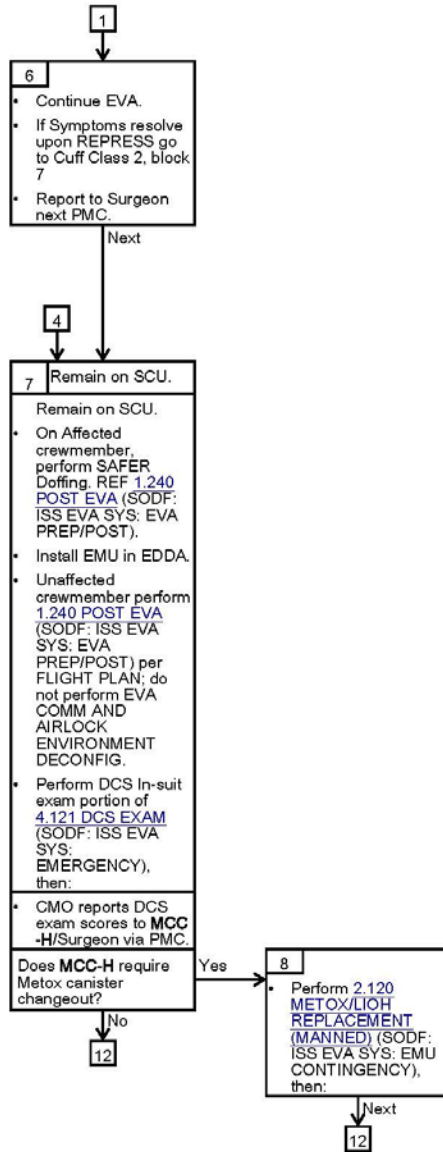 1
6
• Continue EVA.
• If Symptoms resolve
upon REPRESS go
to Cuff Class 2, block
7
• Report to Surgeon
next PMC.
Next
4
7 Remain on SCU.
Remain on SCU.
• On Affected
crewmember,
perform SAFER
Doffing. REF 1.240
POST EVA (SODF:
ISS EVA SYS: EVA
PREP/POST).
• Install EMU in EDDA.
• Unaffected
crewmember perform
1.240 POST EVA
(SODF: ISS EVA
SYS: EVA
PREP/POST) per
FLIGHT PLAN; do
not perform EVA
COMM AND
AIRLOCK
ENVIRONMENT
DECONFIG.
• Perform DCS In-suit
exam portion of
4.121 DCS EXAM
(SODF: ISS EVA
SYS:
EMERGENCY),
then:
• CMO reports DCS
exam scores to MCC
-H/Surgeon via PMC.
Does MCC-H require
Metox canister
changeout?
Yes
No
12
8
• Perform 2.120
METOX/LIOH
REPLACEMENT
(MANNED) (SODF:
ISS EVA SYS: EMU
CONTINGENCY),
then:
Next
12